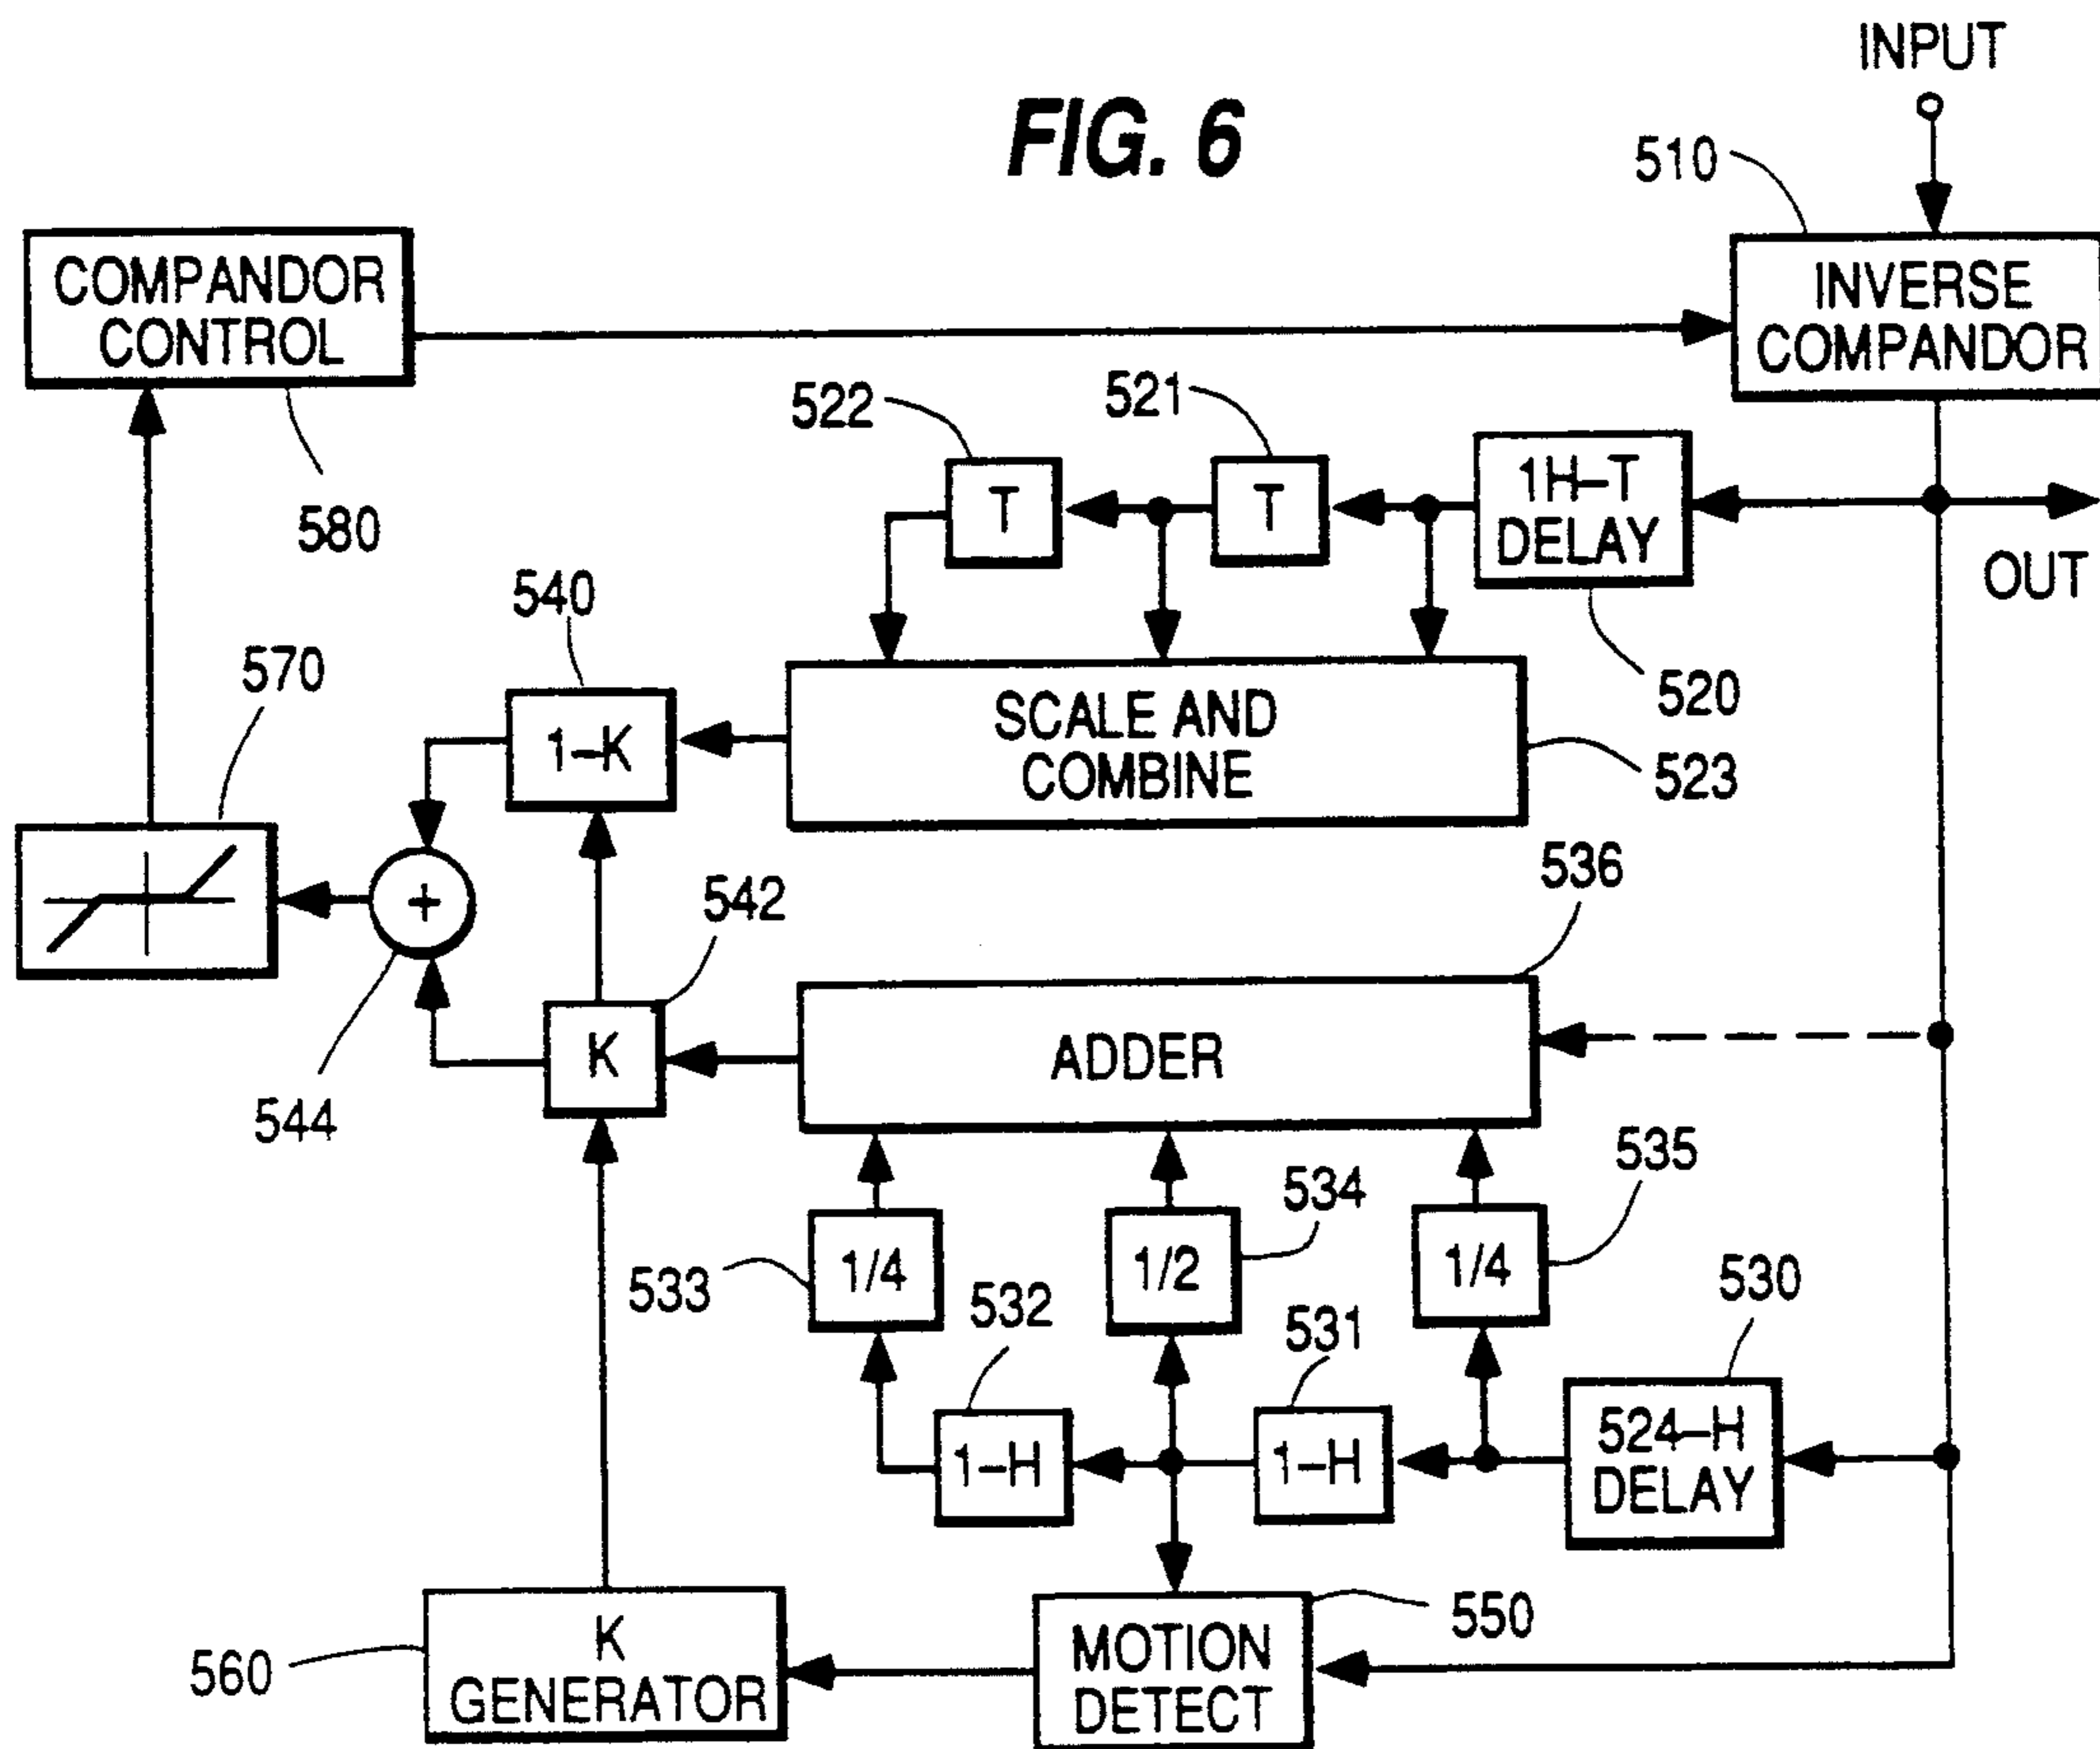 INPUT
FIG. 6
510
COMPANDOR
CONTROL
INVERSE
COMPANDOR
522
521
T
T
1H–T
DELAY
580
OUT
540
570
520
1–K
SCALE AND
COMBINE
523
536
542
+
K
ADDER
544
535
534
1/4
1/2
1/4
533
532
531
530
1–H
1–H
524–H
DELAY
550
K
GENERATOR
560
MOTION
DETECT